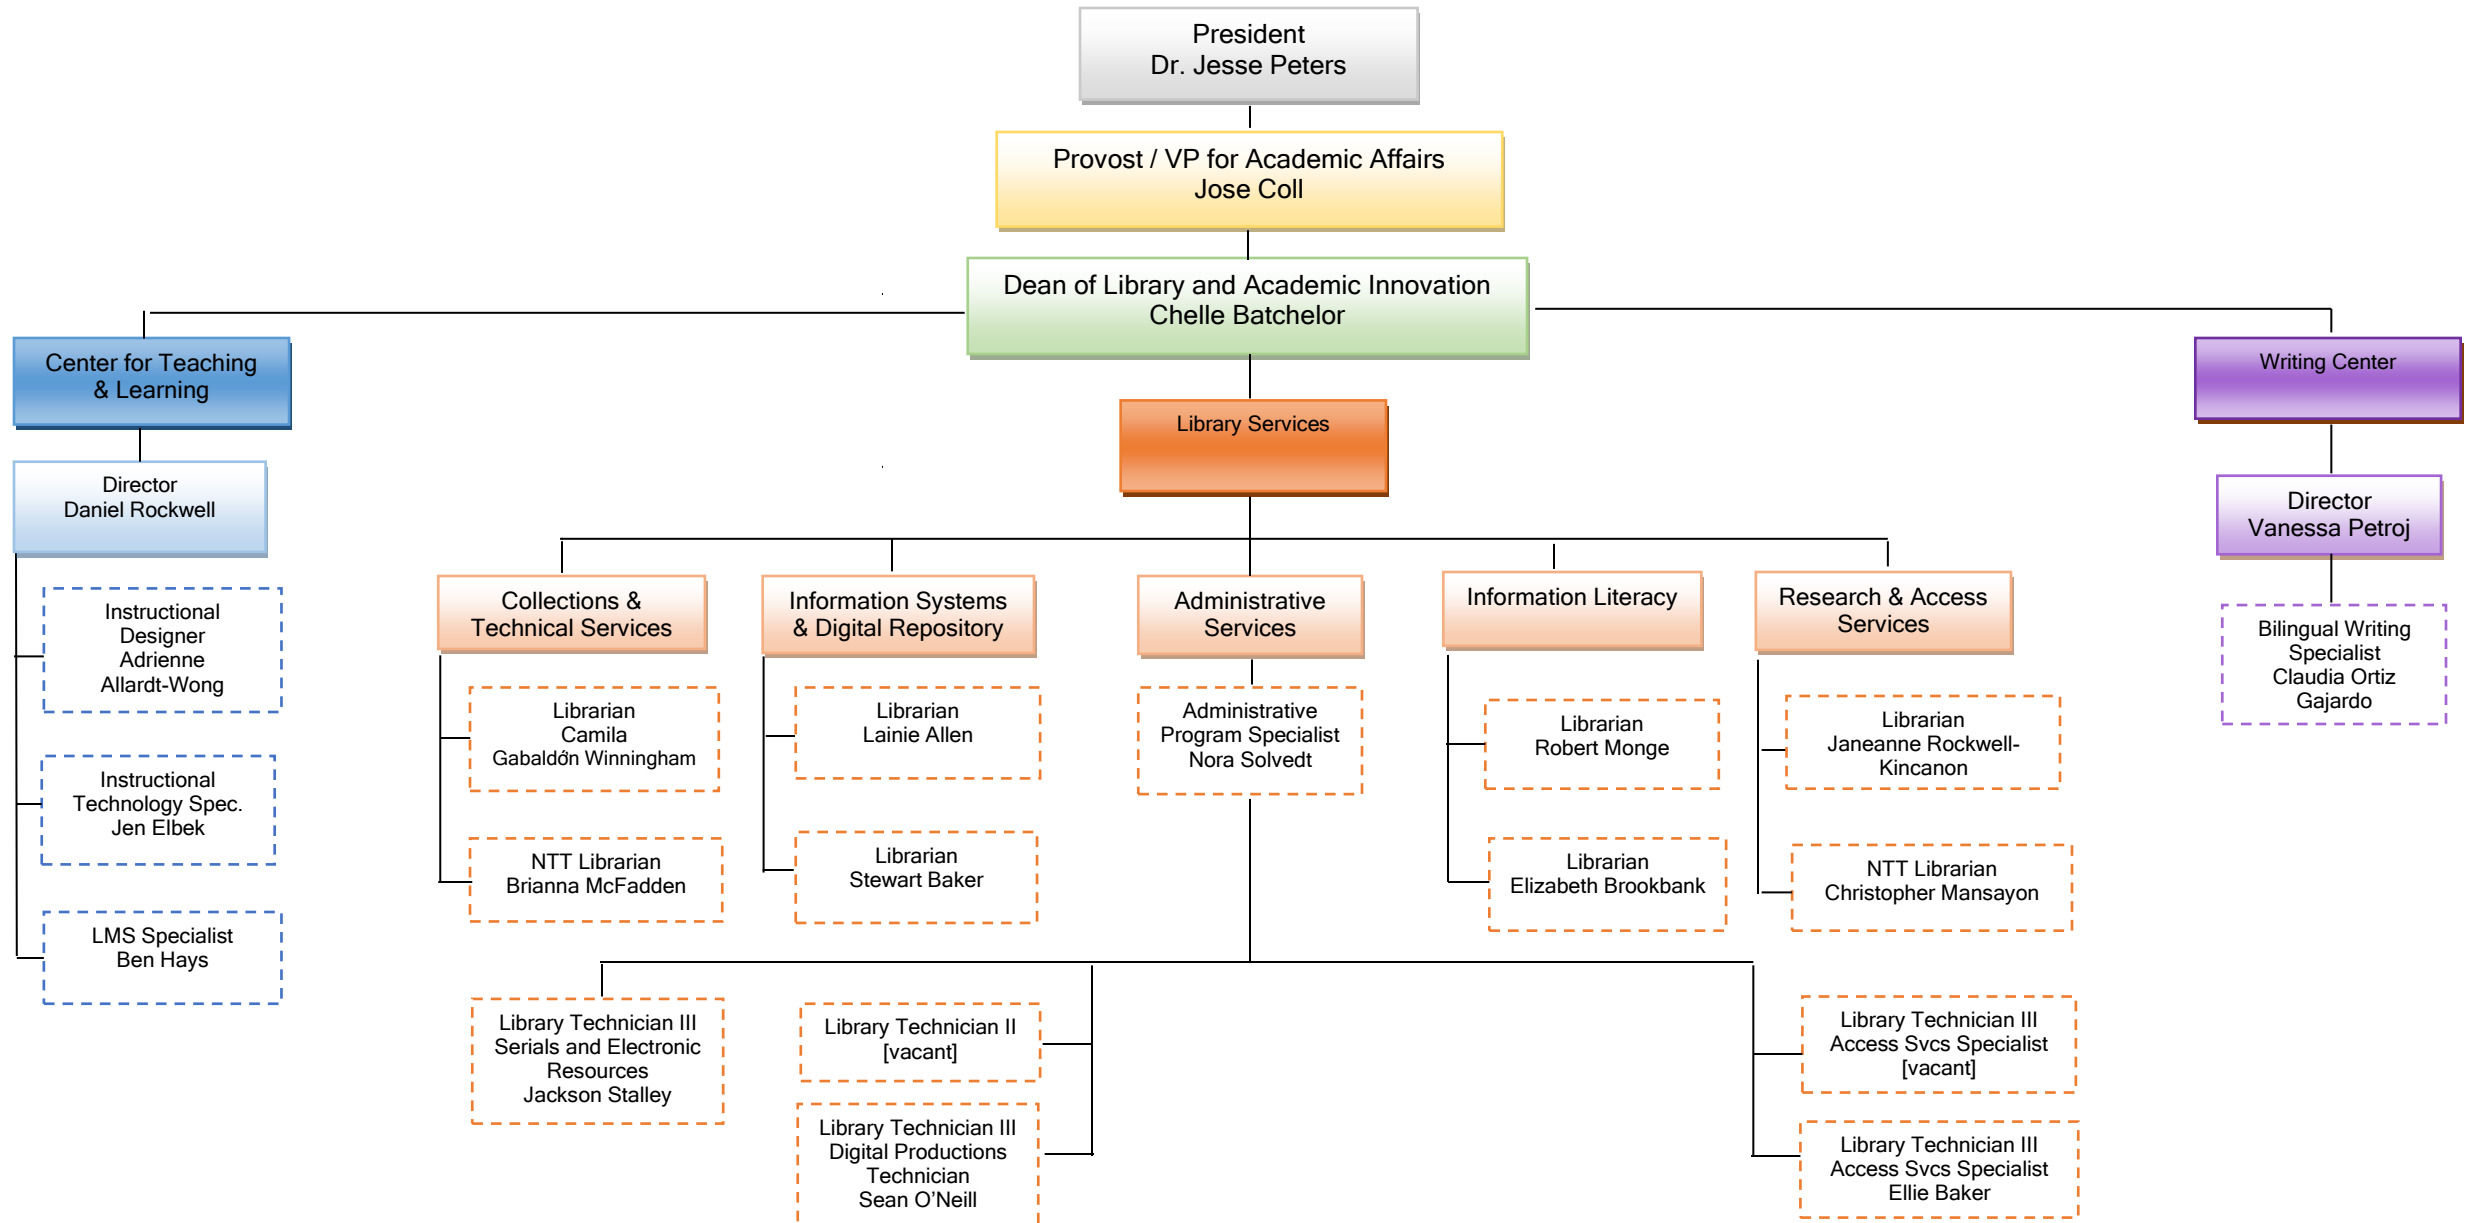 President
Dr. Jesse Peters
Provost / VP for Academic Affairs
Jose Coll
Dean of Library and Academic Innovation
Chelle Batchelor
Center for Teaching
& Learning
Writing Center
Library Services
Director
Daniel Rockwell
Director
Vanessa Petroj
Instructional
Designer
Adrienne
Allardt-Wong
Instructional
Technology Spec.
Jen Elbek
LMS Specialist
Ben Hays
Collections &
Technical Services
Librarian
Camila
Gabaldón Winningham
NTT Librarian
Brianna McFadden
Information Systems
& Digital Repository
Librarian
Lainie Allen
Librarian
Stewart Baker
Administrative
Services
Administrative
Program Specialist
Nora Solvedt
Information Literacy
Librarian
Robert Monge
Librarian
Elizabeth Brookbank
Research & Access
Services
Librarian
Janeanne Rockwell-
Kincanon
NTT Librarian
Christopher Mansayon
Bilingual Writing
Specialist
Claudia Ortiz
Gajardo
Library Technician III
Serials and Electronic
Resources
Jackson Stalley
Library Technician II
[vacant]
Library Technician III
Digital Productions
Technician
Sean O’Neill
Library Technician III
Access Svcs Specialist
[vacant]
Library Technician III
Access Svcs Specialist
Ellie Baker